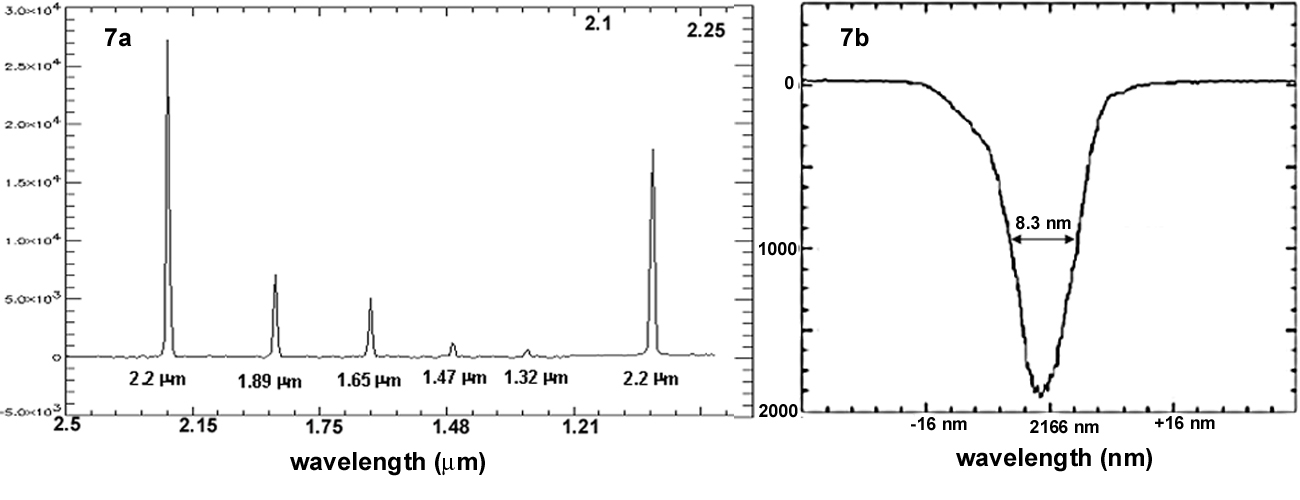 7a
2.1
2.25
3.0×10⁴
2.5×10⁴
2.0×10⁴
1.5×10⁴
1.0×10⁴
5.0×10³
0
-5.0×10³
2.2 µm
1.89 µm
1.65 µm
1.47 µm
1.32 µm
2.2 µm
2.5
2.15
1.75
1.48
1.21
wavelength (µm)
7b
0
1000
2000
8.3 nm
-16 nm
2166 nm
+16 nm
wavelength (nm)